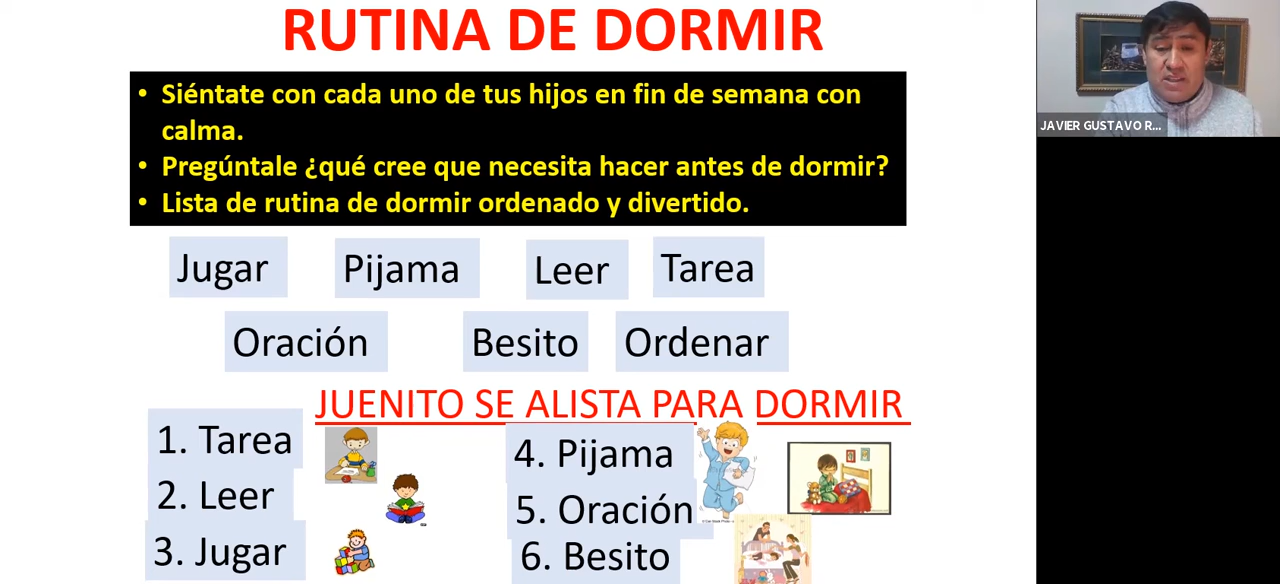 RUTINA DE DORMIR
• Siéntate con cada uno de tus hijos en fin de semana con
calma.
• Pregúntale ¿qué cree que necesita hacer antes de dormir?
• Lista de rutina de dormir ordenado y divertido.
Jugar Pijama Leer Tarea
Oración Besito Ordenar
JUENITO SE ALISTA PARA DORMIR
1. Tarea
2. Leer
3. Jugar
4. Pijama
5. Oración
6. Besito
JAVIER GUSTAVO R...